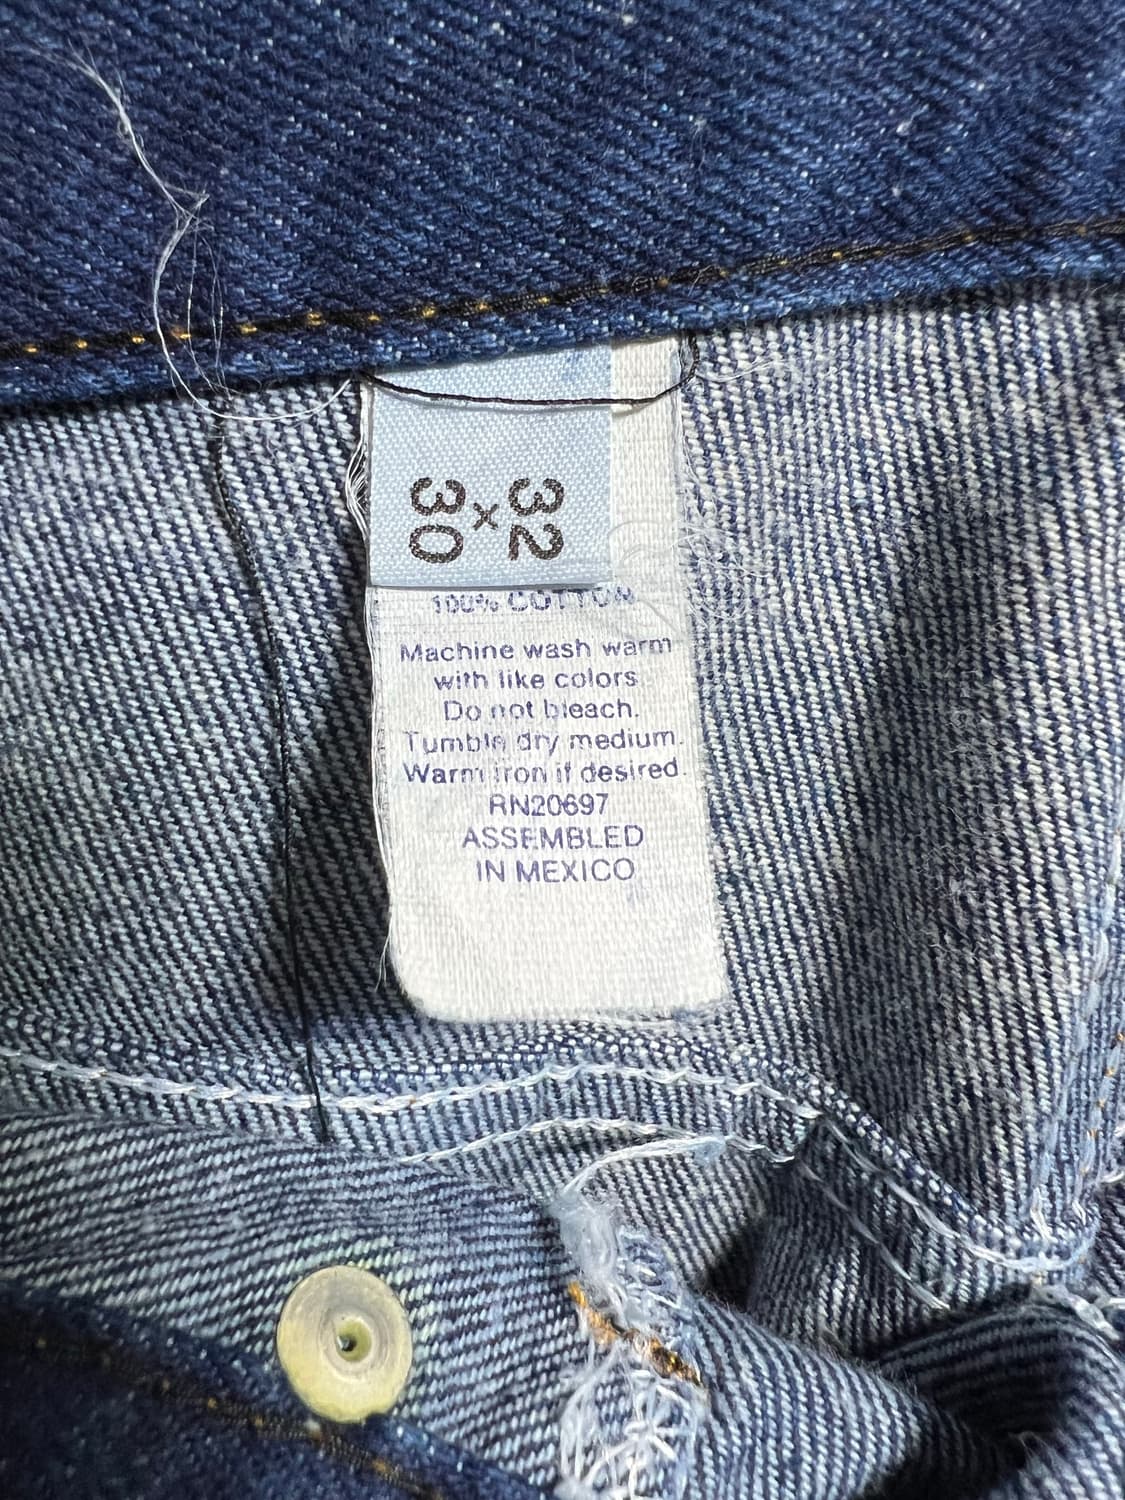 32
x
30
100% COTTON
Machine wash warm
with like colors
Do not bleach.
Tumble dry medium.
Warm iron if desired.
RN20697
ASSEMBLED
IN MEXICO